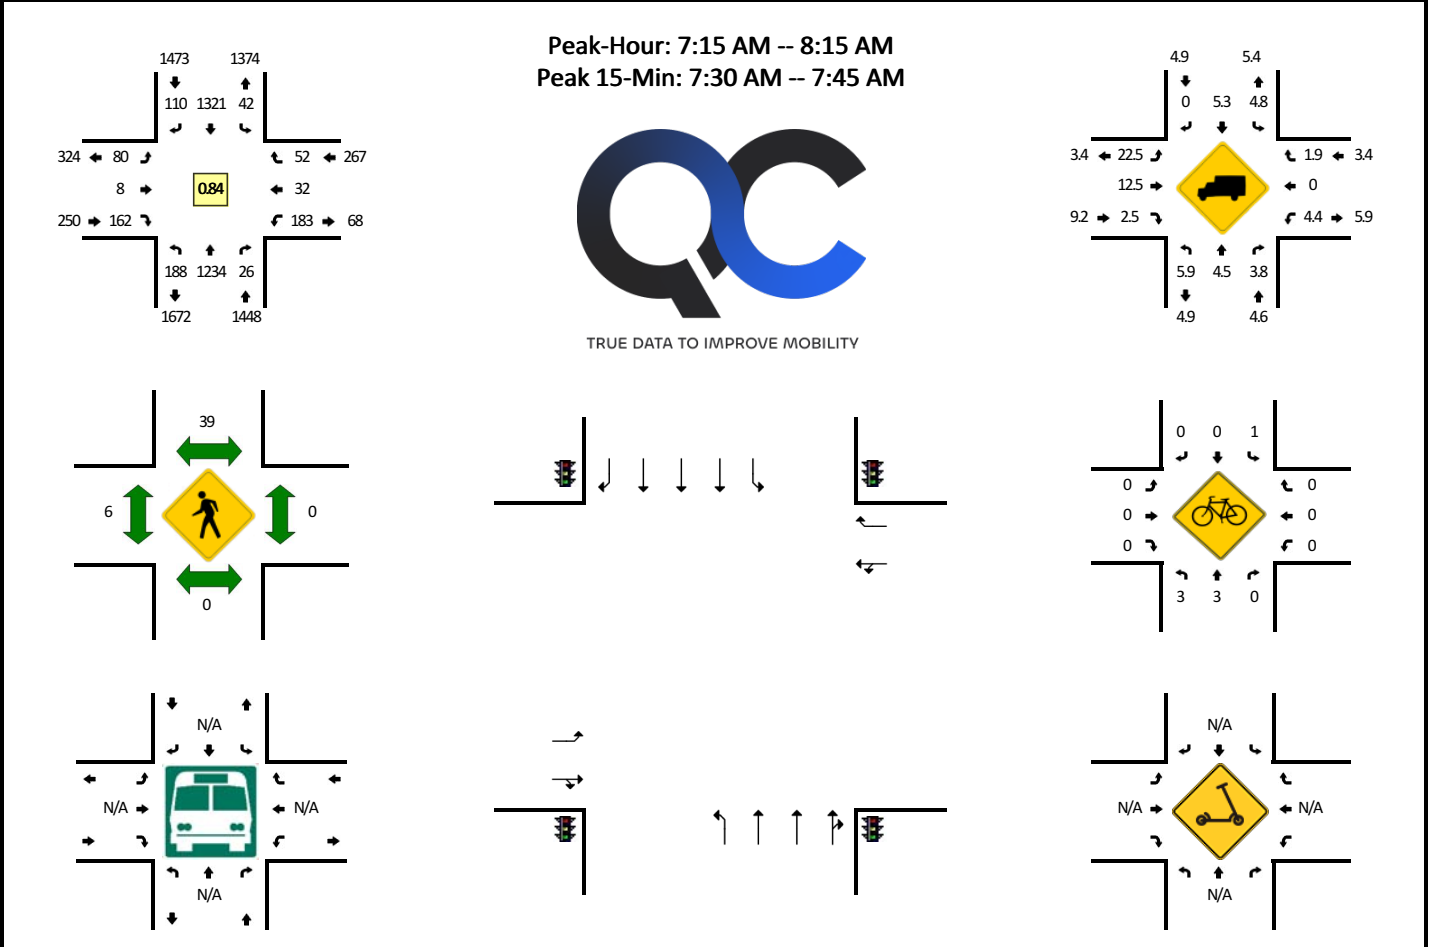 Peak-Hour: 7:15 AM -- 8:15 AM
Peak 15-Min: 7:30 AM -- 7:45 AM
1473 1374
110 1321 42
324 80 52 267
8 0.84 32
250 162 183 68
188 1234 26
1672 1448
TRUE DATA TO IMPROVE MOBILITY
4.9 5.4
0 5.3 4.8
3.4 22.5 1.9 3.4
12.5 0
9.2 2.5 4.4 5.9
5.9 4.5 3.8
4.9 4.6
39
6 0
0
0 0 1
0 0
0 0
0 0
3 3 0
N/A
N/A N/A
N/A
N/A
N/A N/A
N/A